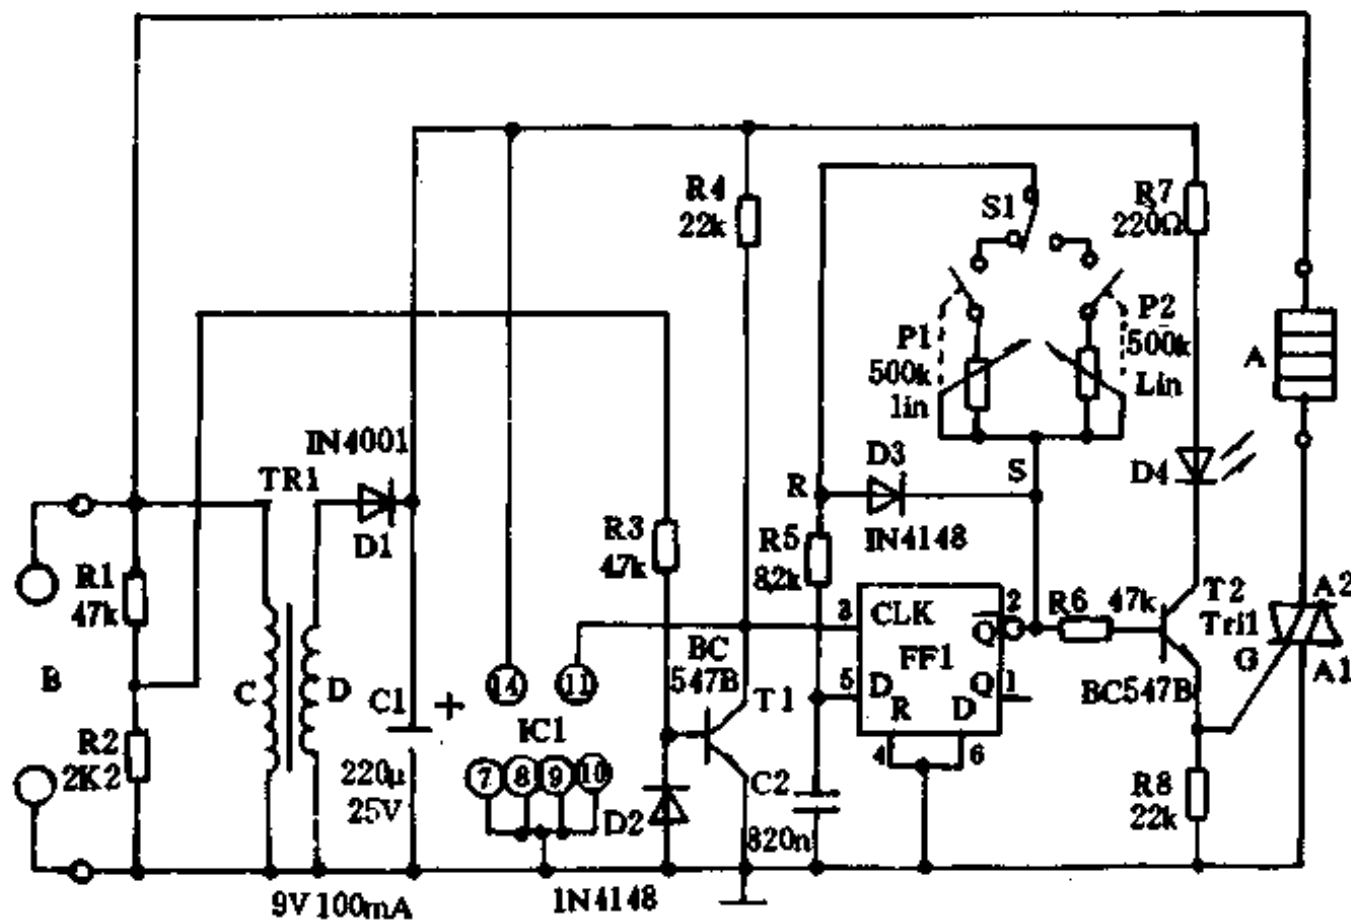 R4
22k
S1
R7
220Ω
P1
500k
lin
P2
500k
Lin
A
IN4001
TR1
D1
R3
47k
D3
IN4148
R
S
D4
R1
47k
R5
82k
B
C
D
C1
+
220µ
25V
14
11
IC1
7
8
9
10
BC
547B
T1
3
CLK
Q
2
FF1
5
D
Q
1
R
D
4
6
R6
47k
T2
Tri1
G
A2
A1
BC547B
R2
2K2
D2
C2
820n
R8
22k
9V 100mA
1N4148